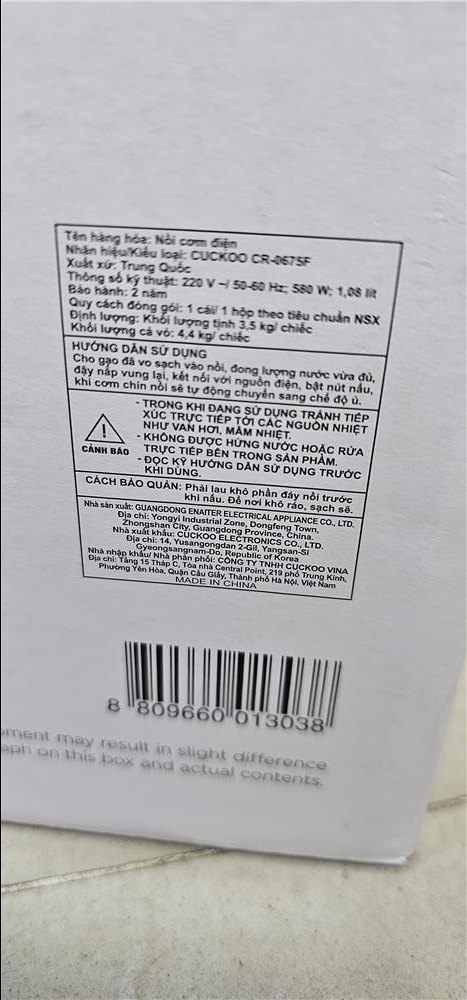 Tên hàng hóa: Nồi cơm điện
Nhãn hiệu/Kiểu loại: CUCKOO CR-0675F
Xuất xứ: Trung Quốc
Thông số kỹ thuật: 220 V ~/ 50-60 Hz; 580 W; 1,08 lít
Bảo hành: 2 năm
Quy cách đóng gói: 1 cái/ 1 hộp theo tiêu chuẩn NSX
Định lượng: Khối lượng tịnh 3,5 kg/ chiếc
Khối lượng cả vỏ: 4,4 kg/ chiếc
HƯỚNG DẪN SỬ DỤNG
Cho gạo đã vo sạch vào nồi, đong lượng nước vừa đủ,
đậy nắp vung lại, kết nối với nguồn điện, bật nút nấu,
khi cơm chín nồi sẽ tự động chuyển sang chế độ ủ.
CẢNH BÁO
- TRONG KHI ĐANG SỬ DỤNG TRÁNH TIẾP
XÚC TRỰC TIẾP TỚI CÁC NGUỒN NHIỆT
NHƯ VAN HƠI, MÂM NHIỆT.
- KHÔNG ĐƯỢC HỨNG NƯỚC HOẶC RỬA
TRỰC TIẾP BÊN TRONG SẢN PHẨM.
- ĐỌC KỸ HƯỚNG DẪN SỬ DỤNG TRƯỚC
KHI DÙNG.
CÁCH BẢO QUẢN: Phải lau khô phần đáy nồi trước
khi nấu. Để nơi khô ráo, sạch sẽ.
Nhà sản xuất: GUANGDONG ENAITER ELECTRICAL APPLIANCE CO., LTD.
Địa chỉ: Yongyi Industrial Zone, Dongfeng Town,
Zhongshan City, Guangdong Province, China.
Nhà xuất khẩu: CUCKOO ELECTRONICS CO., LTD.
Địa chỉ: 14, Yusangongdan 2-Gil, Yangsan-Si
Gyeongsangnam-Do, Republic of Korea
Nhà nhập khẩu/ Nhà phân phối: CÔNG TY TNHH CUCKOO VINA
Địa chỉ: Tầng 15 Tháp C, Tòa nhà Central Point, 219 phố Trung Kính,
Phường Yên Hòa, Quận Cầu Giấy, Thành phố Hà Nội, Việt Nam
MADE IN CHINA
8 809660 013038
ment may result in slight difference
aph on this box and actual contents.